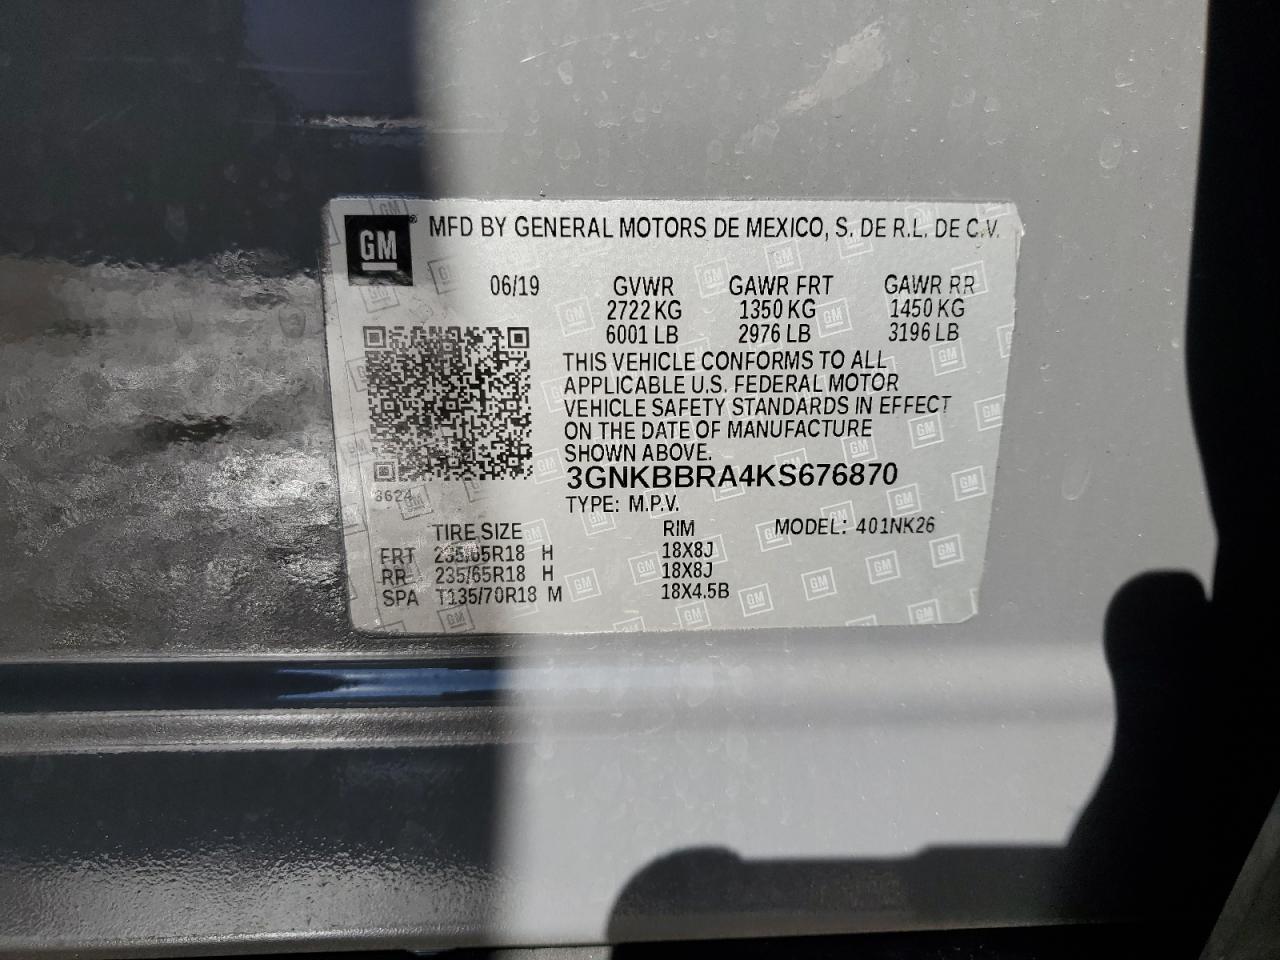 GM® MFD BY GENERAL MOTORS DE MEXICO, S. DE R.L. DE C.V.
06/19 GVWR GAWR FRT GAWR RR
2722 KG 1350 KG 1450 KG
6001 LB 2976 LB 3196 LB
THIS VEHICLE CONFORMS TO ALL
APPLICABLE U.S. FEDERAL MOTOR
VEHICLE SAFETY STANDARDS IN EFFECT
ON THE DATE OF MANUFACTURE
SHOWN ABOVE.
3GNKBBRA4KS676870
3624
TYPE: M.P.V.
TIRE SIZE RIM MODEL: 401NK26
FRT 235/65R18 H 18X8J
RR 235/65R18 H 18X8J
SPA T135/70R18 M 18X4.5B